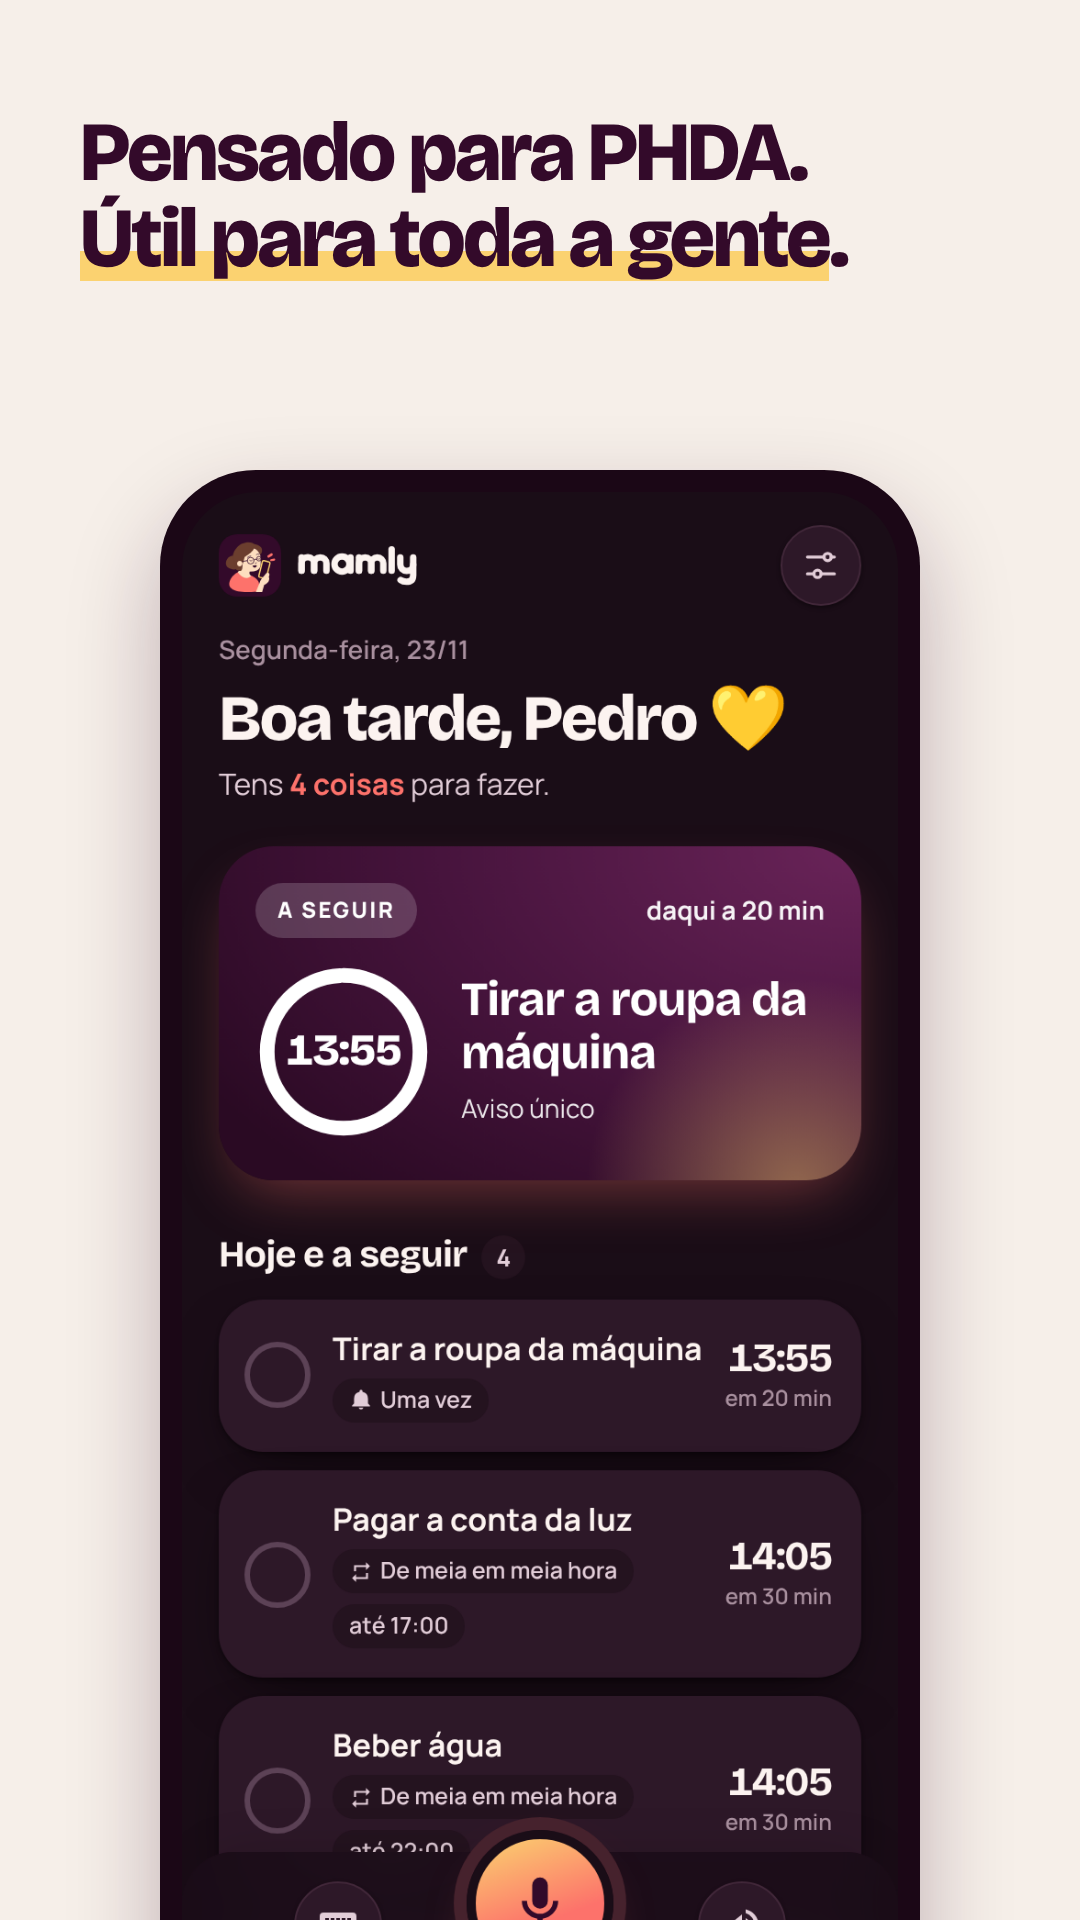 Pensado para PHDA.
Útil para toda a gente.
mamly
Segunda-feira, 23/11
Boa tarde, Pedro 💛
Tens 4 coisas para fazer.
A SEGUIR
daqui a 20 min
13:55
Tirar a roupa da
máquina
Aviso único
Hoje e a seguir 4
Tirar a roupa da máquina
Uma vez
13:55
em 20 min
Pagar a conta da luz
De meia em meia hora
até 17:00
14:05
em 30 min
Beber água
De meia em meia hora
até 22:00
14:05
em 30 min